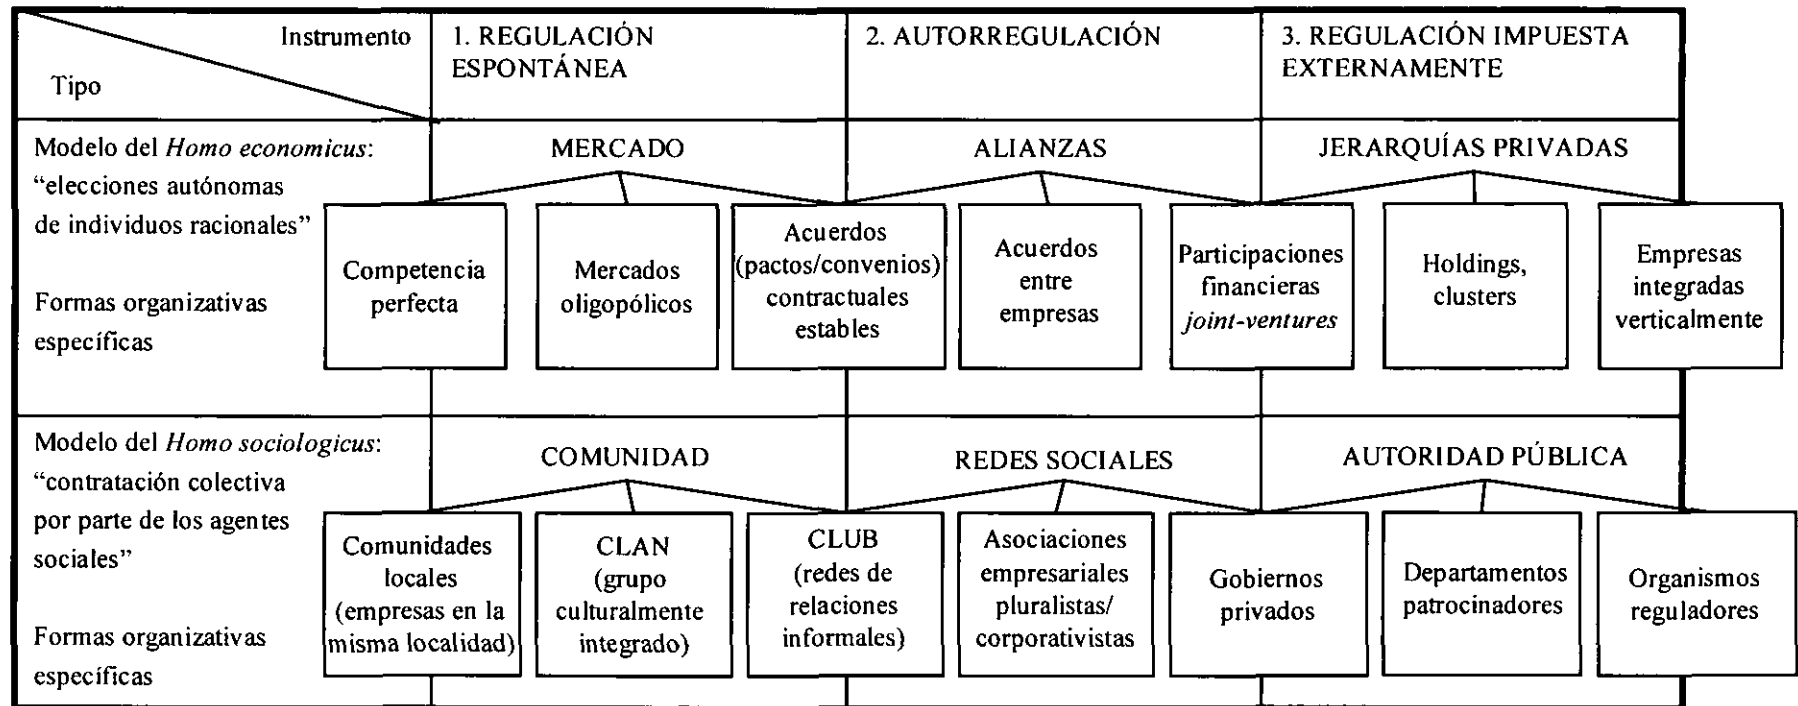 Instrumento
Tipo
1. REGULACIÓN
ESPONTÁNEA
2. AUTORREGULACIÓN
3. REGULACIÓN IMPUESTA
EXTERNAMENTE
Modelo del Homo economicus:
“elecciones autónomas
de individuos racionales”
Formas organizativas
específicas
MERCADO
ALIANZAS
JERARQUÍAS PRIVADAS
Competencia
perfecta
Mercados
oligopólicos
Acuerdos
(pactos/convenios)
contractuales
estables
Acuerdos
entre
empresas
Participaciones
financieras
joint-ventures
Holdings,
clusters
Empresas
integradas
verticalmente
Modelo del Homo sociologicus:
“contratación colectiva
por parte de los agentes
sociales”
Formas organizativas
específicas
COMUNIDAD
REDES SOCIALES
AUTORIDAD PÚBLICA
Comunidades
locales
(empresas en la
misma localidad)
CLAN
(grupo
culturalmente
integrado)
CLUB
(redes de
relaciones
informales)
Asociaciones
empresariales
pluralistas/
corporativistas
Gobiernos
privados
Departamentos
patrocinadores
Organismos
reguladores